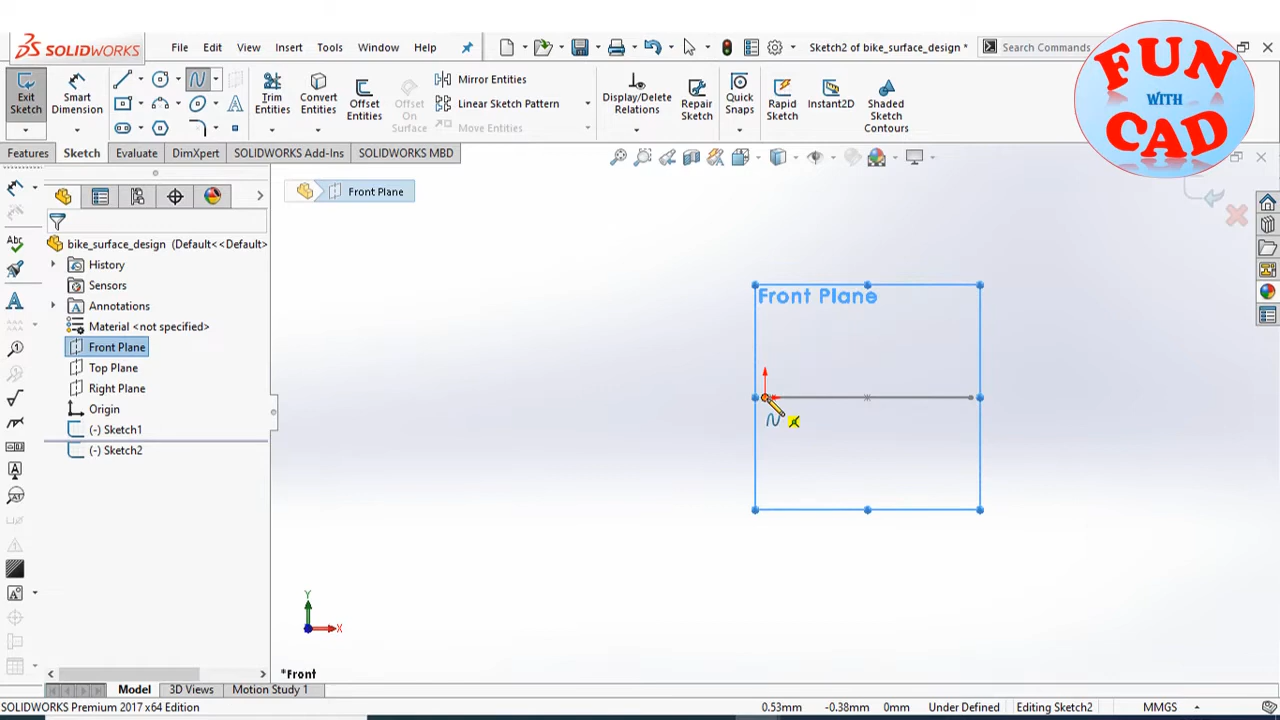 SOLIDWORKS
File Edit View Insert Tools Window Help
Sketch2 of bike_surface_design *
Search Commands
FUN
WITH
CAD
Exit Sketch
Smart Dimension
Trim Entities
Convert Entities
Offset Entities
Offset On Surface
Mirror Entities
Linear Sketch Pattern
Move Entities
Display/Delete Relations
Repair Sketch
Quick Snaps
Rapid Sketch
Instant2D
Shaded Sketch Contours
Features Sketch Evaluate DimXpert SOLIDWORKS Add-Ins SOLIDWORKS MBD
Front Plane
bike_surface_design (Default<<Default>
History
Sensors
Annotations
Material <not specified>
Front Plane
Top Plane
Right Plane
Origin
(-) Sketch1
(-) Sketch2
Front Plane
Y
X
*Front
Model 3D Views Motion Study 1
SOLIDWORKS Premium 2017 x64 Edition
0.53mm -0.38mm 0mm Under Defined Editing Sketch2 MMGS